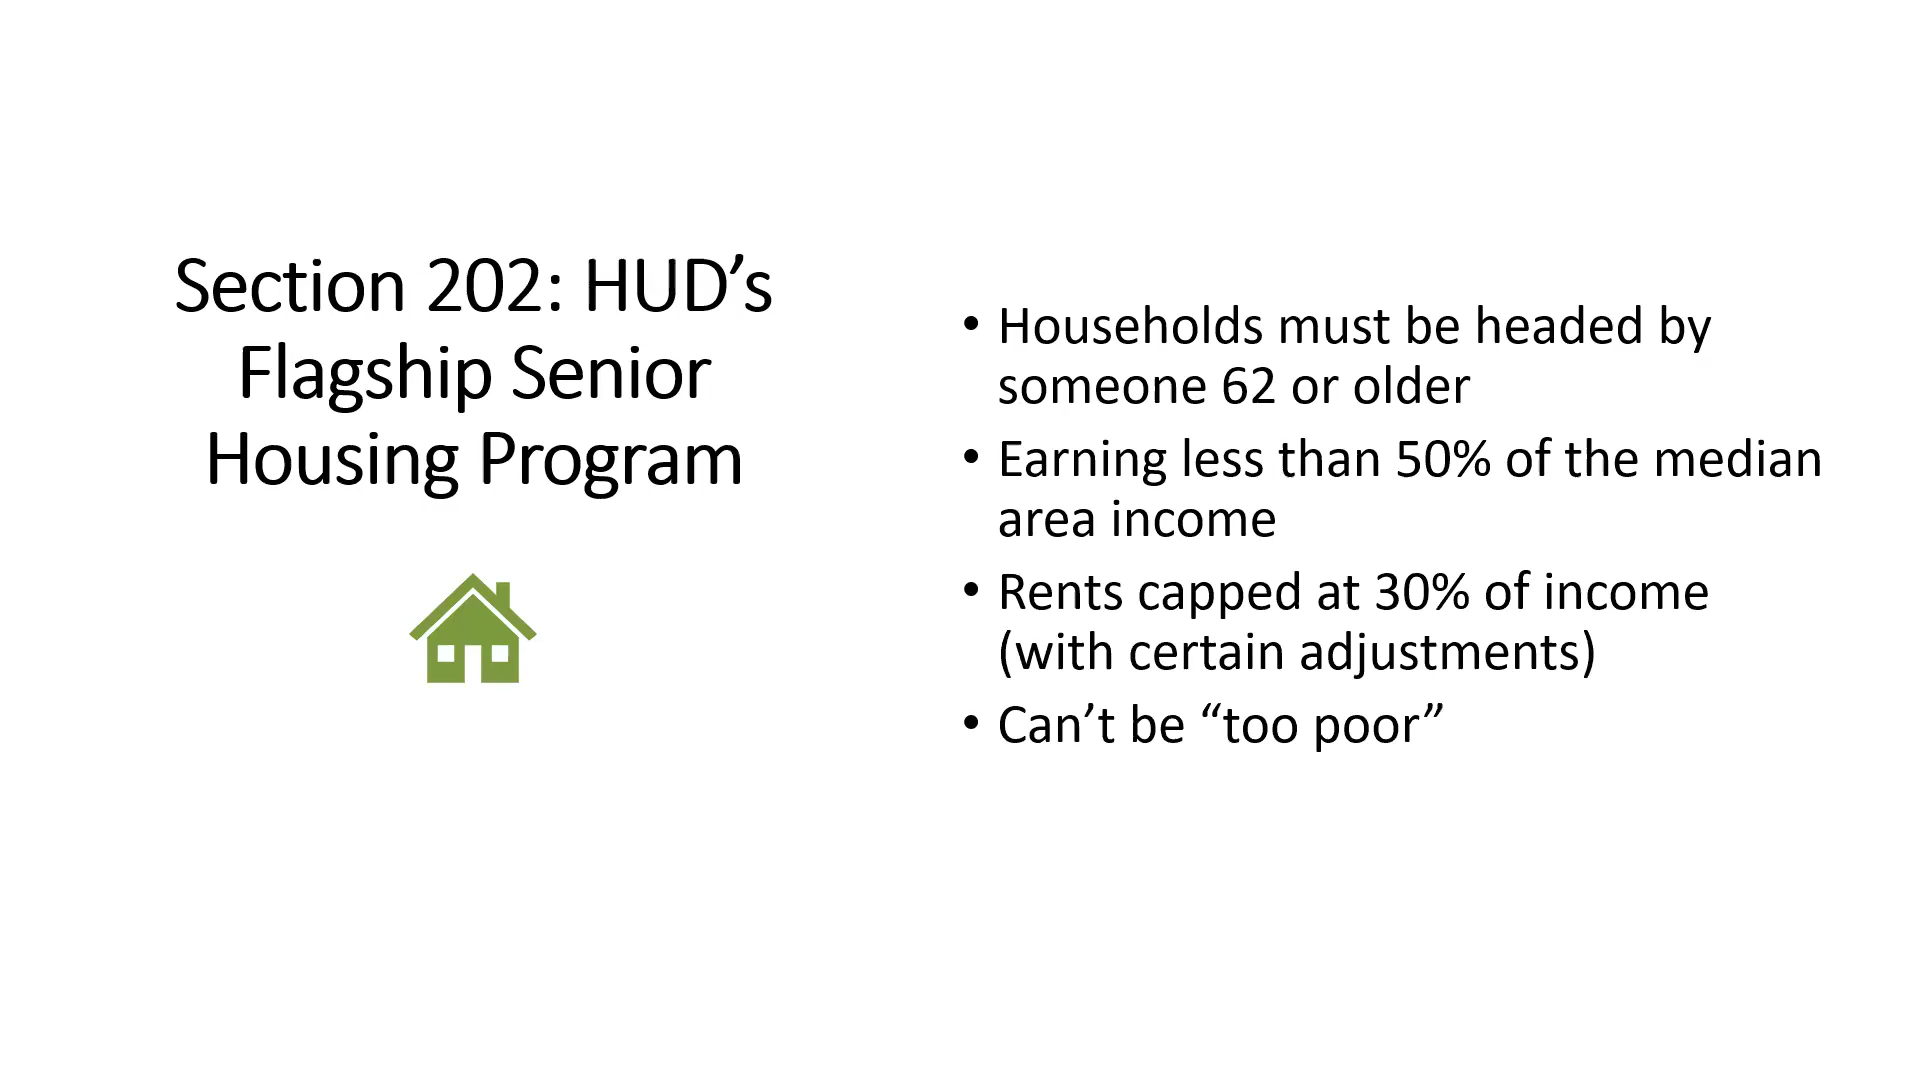 Section 202: HUD’s
Flagship Senior
Housing Program
• Households must be headed by
someone 62 or older
• Earning less than 50% of the median
area income
• Rents capped at 30% of income
(with certain adjustments)
• Can’t be “too poor”